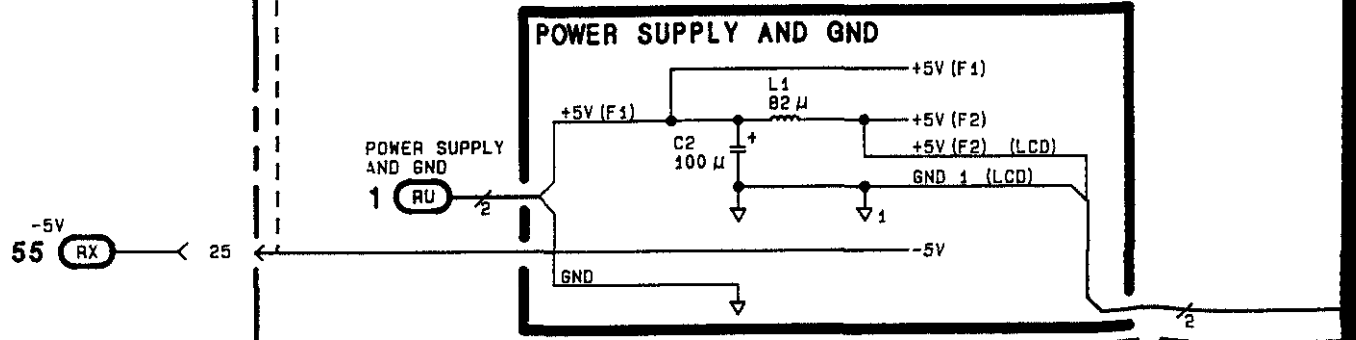 POWER SUPPLY AND GND
+5V (F1)
L1
82 µ
+5V (F1)
+5V (F2)
C2
100 µ
+
+5V (F2) (LCD)
POWER SUPPLY
AND GND
GND 1 (LCD)
1 RU 2
1
-5V
55 RX 25
-5V
GND
2